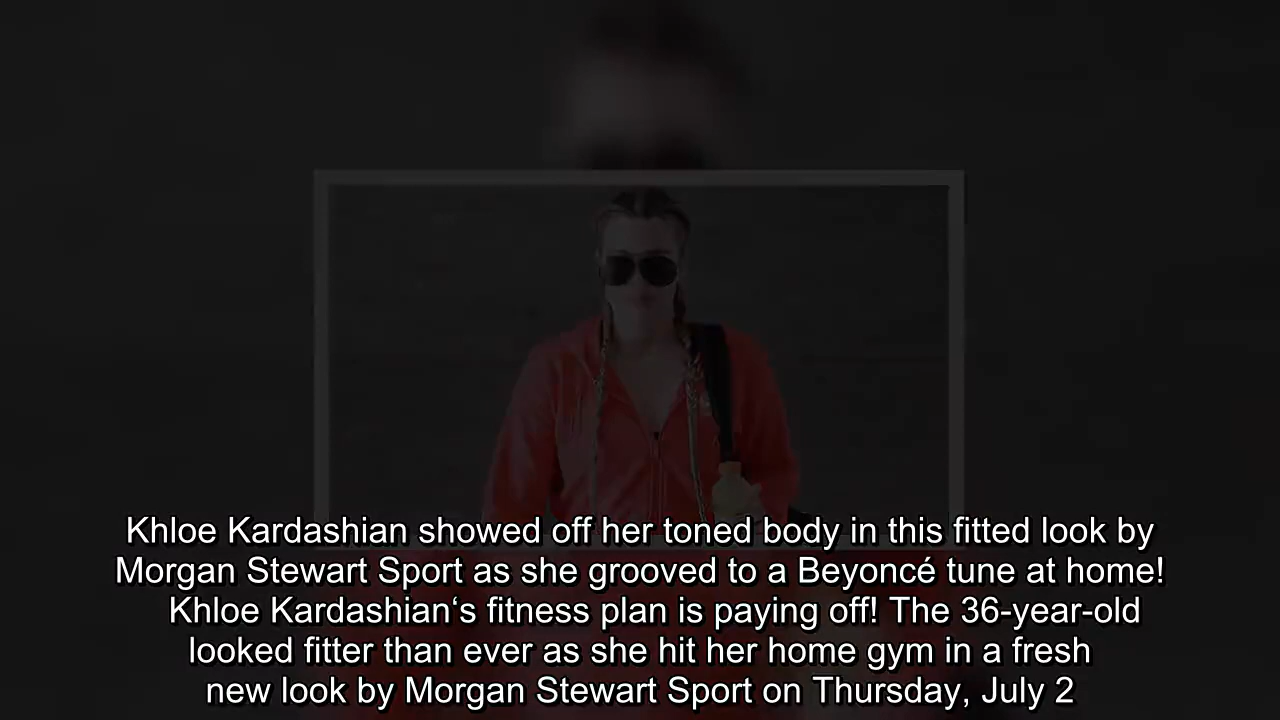 Khloe Kardashian showed off her toned body in this fitted look by
Morgan Stewart Sport as she grooved to a Beyoncé tune at home!
Khloe Kardashian‘s fitness plan is paying off! The 36-year-old
looked fitter than ever as she hit her home gym in a fresh
new look by Morgan Stewart Sport on Thursday, July 2